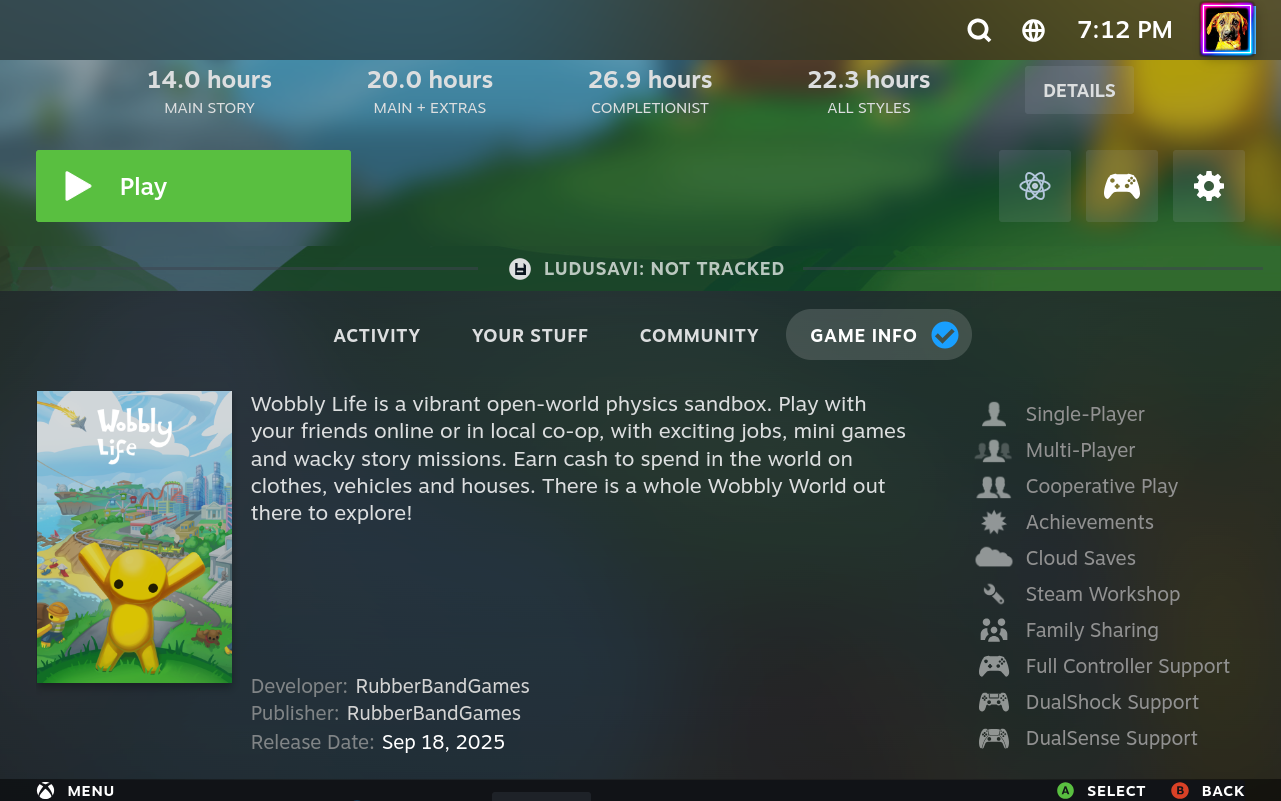 7:12 PM
14.0 hours
MAIN STORY
20.0 hours
MAIN + EXTRAS
26.9 hours
COMPLETIONIST
22.3 hours
ALL STYLES
DETAILS
Play
LUDUSAVI: NOT TRACKED
ACTIVITY
YOUR STUFF
COMMUNITY
GAME INFO
Wobbly
Life
Wobbly Life is a vibrant open-world physics sandbox. Play with
your friends online or in local co-op, with exciting jobs, mini games
and wacky story missions. Earn cash to spend in the world on
clothes, vehicles and houses. There is a whole Wobbly World out
there to explore!
Developer: RubberBandGames
Publisher: RubberBandGames
Release Date: Sep 18, 2025
Single-Player
Multi-Player
Cooperative Play
Achievements
Cloud Saves
Steam Workshop
Family Sharing
Full Controller Support
DualShock Support
DualSense Support
MENU
A SELECT
B BACK